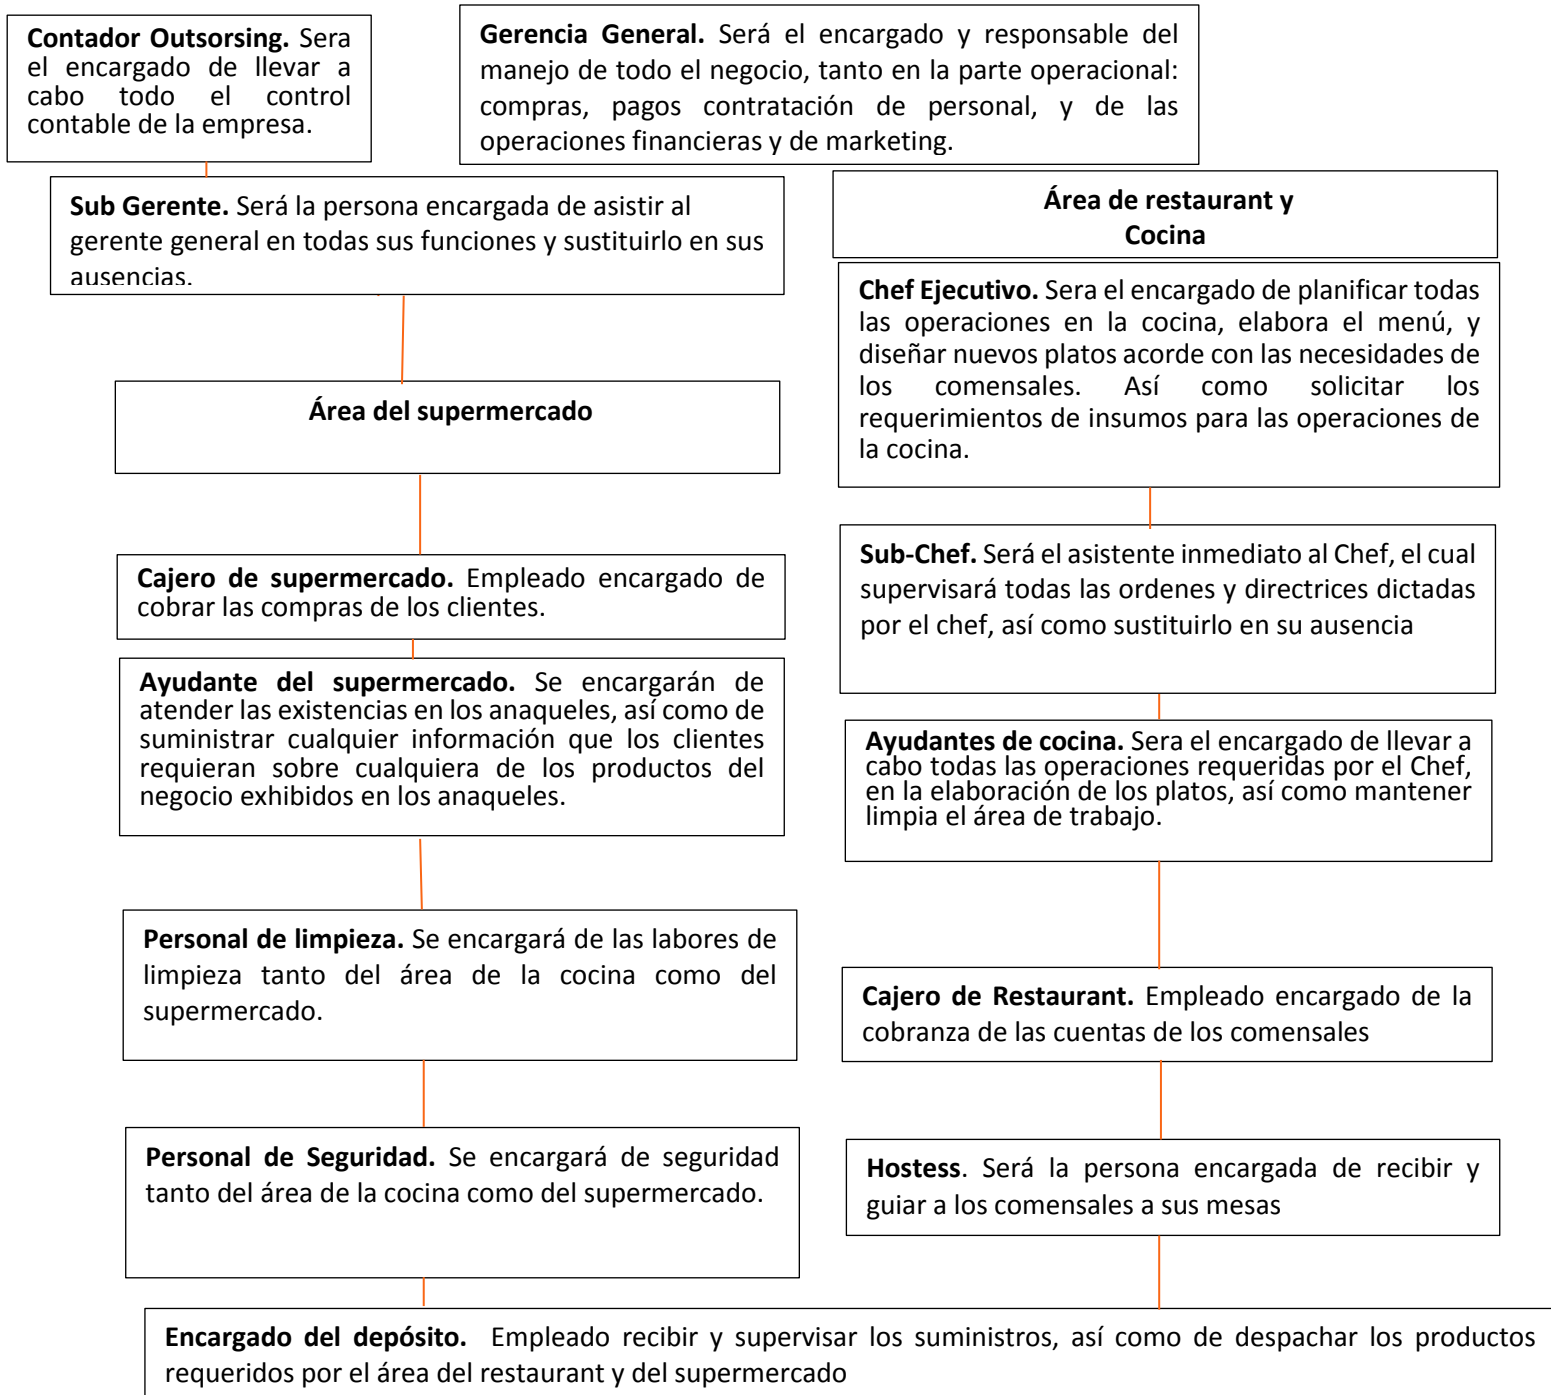 Contador Outsorsing. Sera
el encargado de llevar a
cabo todo el control
contable de la empresa.
Gerencia General. Será el encargado y responsable del
manejo de todo el negocio, tanto en la parte operacional:
compras, pagos contratación de personal, y de las
operaciones financieras y de marketing.
Sub Gerente. Será la persona encargada de asistir al
gerente general en todas sus funciones y sustituirlo en sus
ausencias.
Área del supermercado
Cajero de supermercado. Empleado encargado de
cobrar las compras de los clientes.
Ayudante del supermercado. Se encargarán de
atender las existencias en los anaqueles, así como de
suministrar cualquier información que los clientes
requieran sobre cualquiera de los productos del
negocio exhibidos en los anaqueles.
Personal de limpieza. Se encargará de las labores de
limpieza tanto del área de la cocina como del
supermercado.
Personal de Seguridad. Se encargará de seguridad
tanto del área de la cocina como del supermercado.
Área de restaurant y
Cocina
Chef Ejecutivo. Sera el encargado de planificar todas
las operaciones en la cocina, elabora el menú, y
diseñar nuevos platos acorde con las necesidades de
los comensales. Así como solicitar los
requerimientos de insumos para las operaciones de
la cocina.
Sub-Chef. Será el asistente inmediato al Chef, el cual
supervisará todas las ordenes y directrices dictadas
por el chef, así como sustituirlo en su ausencia
Ayudantes de cocina. Sera el encargado de llevar a
cabo todas las operaciones requeridas por el Chef,
en la elaboración de los platos, así como mantener
limpia el área de trabajo.
Cajero de Restaurant. Empleado encargado de la
cobranza de las cuentas de los comensales
Hostess. Será la persona encargada de recibir y
guiar a los comensales a sus mesas
Encargado del depósito. Empleado recibir y supervisar los suministros, así como de despachar los productos
requeridos por el área del restaurant y del supermercado